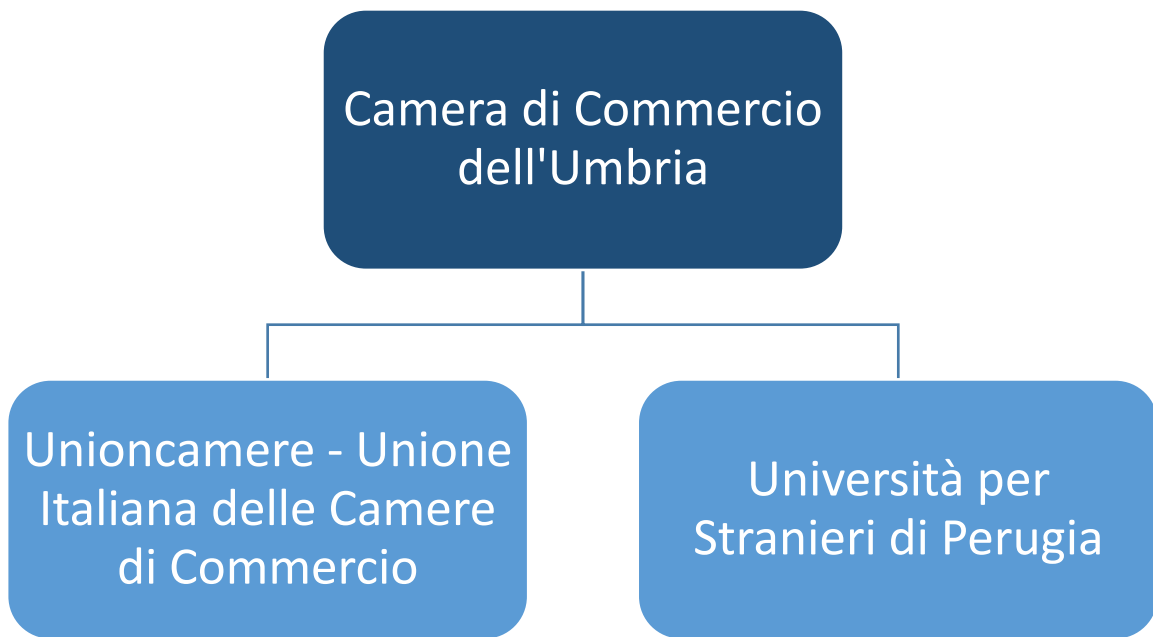 Camera di Commercio
dell'Umbria
Unioncamere - Unione
Italiana delle Camere
di Commercio
Università per
Stranieri di Perugia